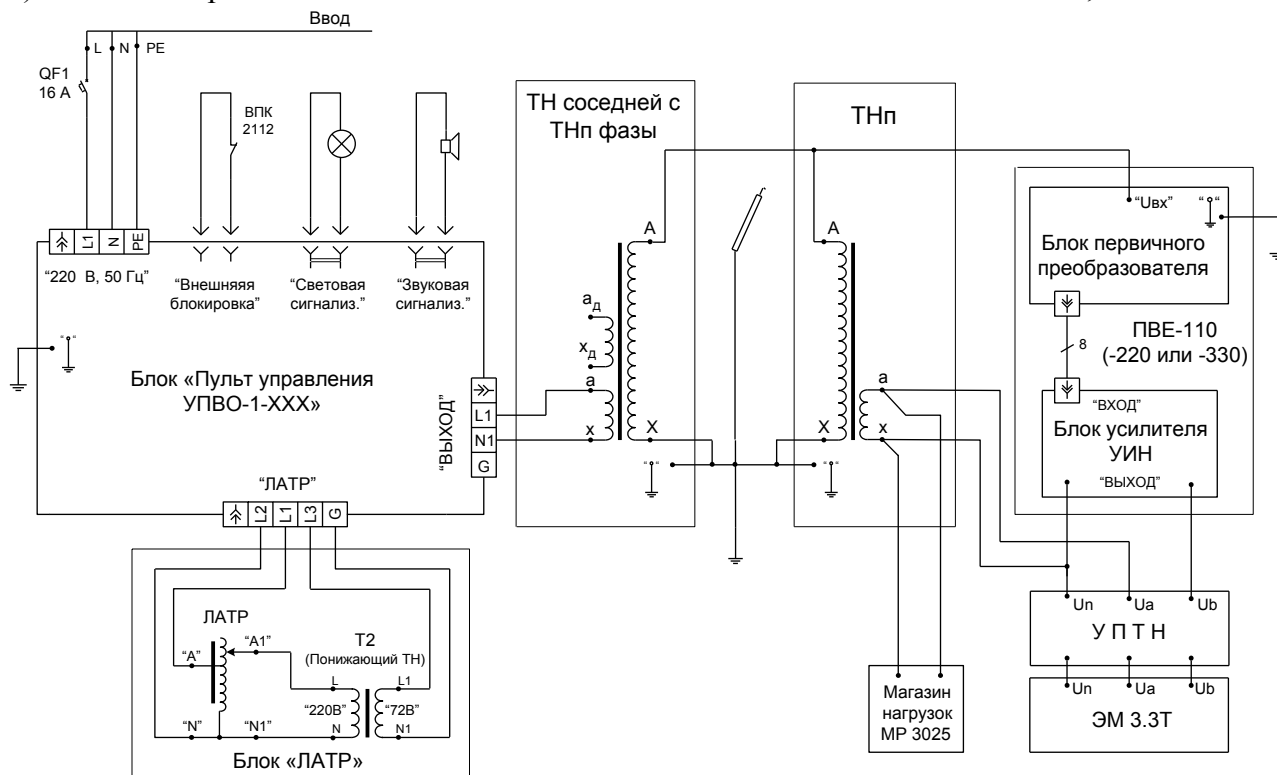 Ввод
L N PE
QF1
16 А
ВПК
2112
L1 N PE
“220 В, 50 Гц”
“Внешняяя
блокировка”
“Световая
сигнализ.”
“Звуковая
сигнализ.”
Блок «Пульт управления
УПВО-1-ХХХ»
“ВЫХОД”
L1
N1
G
“ЛАТР”
L2 L1 L3 G
ЛАТР
“A”
“A1”
“N”
“N1”
T2
(Понижающий ТН)
L
L1
“220В”
“72В”
N
N1
Блок «ЛАТР»
ТН соседней с
ТНп фазы
A
aд
xд
a
x
X
ТНп
A
X
a
x
Магазин
нагрузок
МР 3025
“Uвх”
Блок первичного
преобразователя
8
ПВЕ-110
(-220 или -330)
“ВХОД”
Блок усилителя
УИН
“ВЫХОД”
Un Ua Ub
У П Т Н
Un Ua Ub
ЭМ 3.3Т